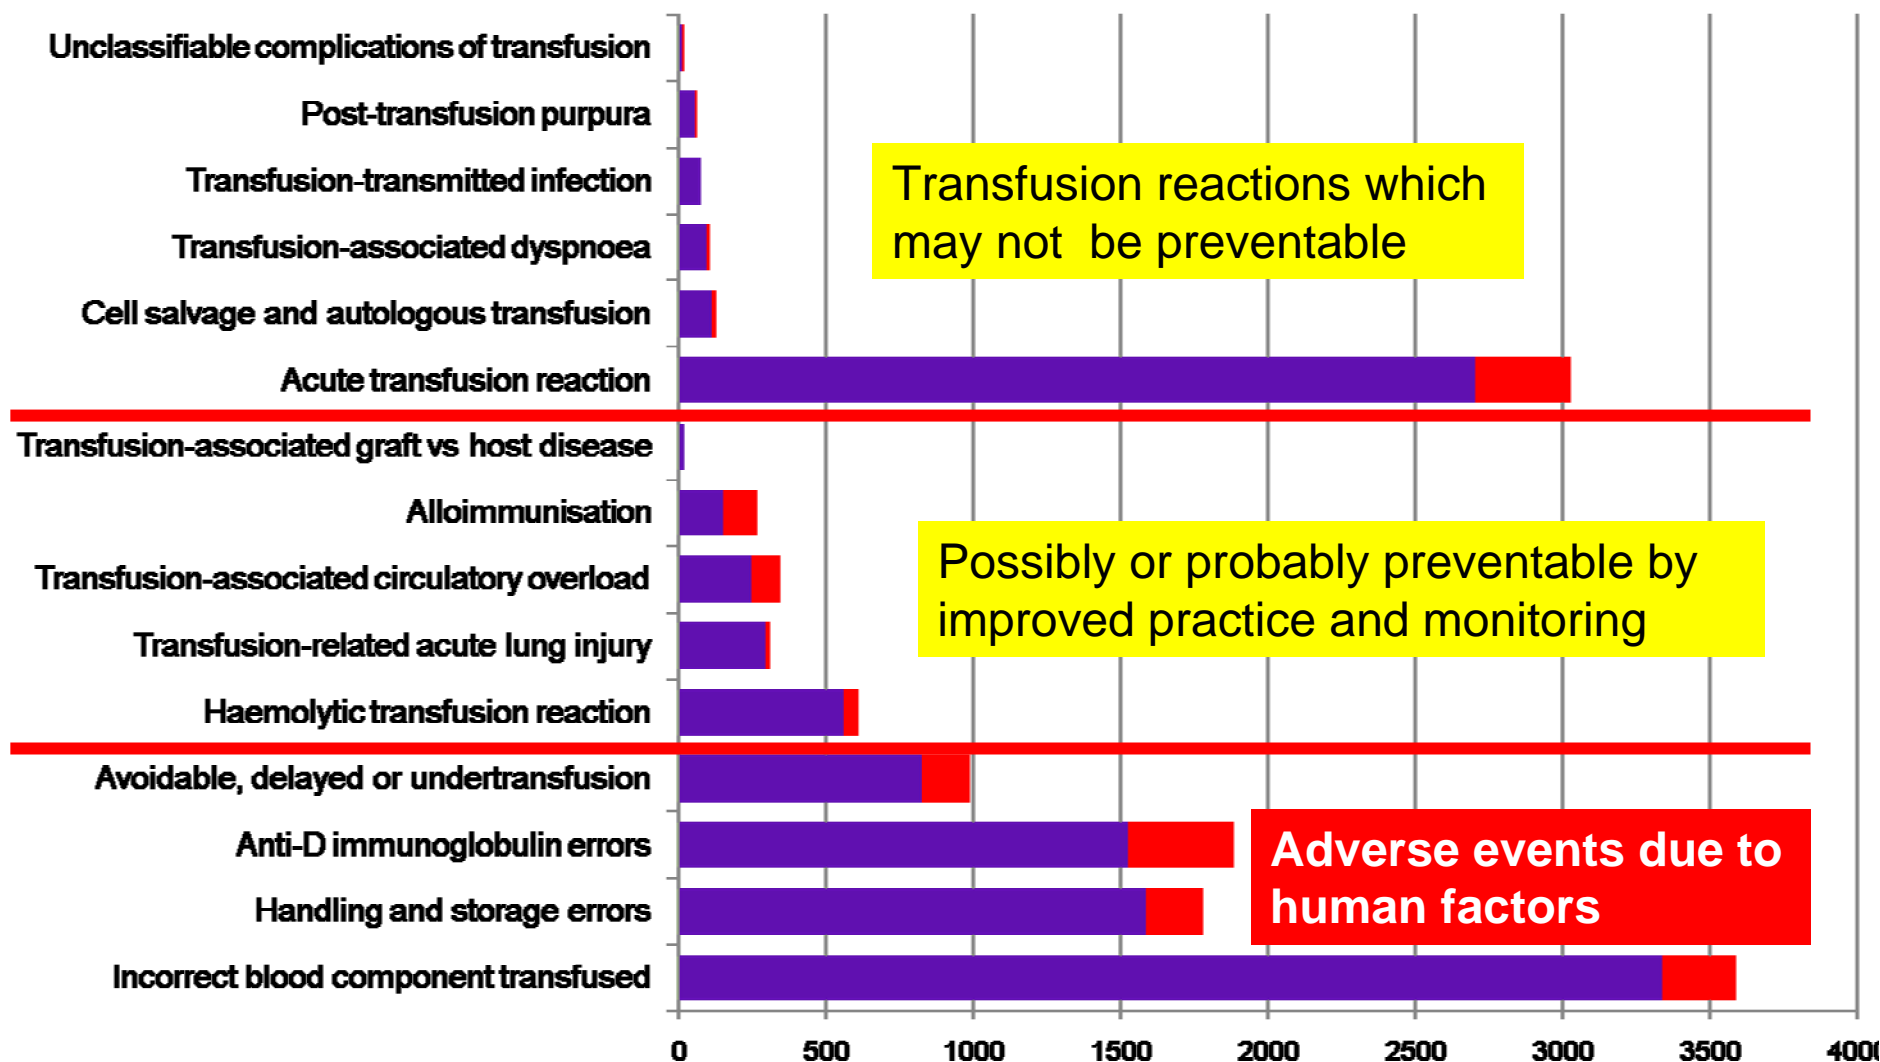 Unclassifiable complications of transfusion
Post-transfusion purpura
Transfusion-transmitted infection
Transfusion-associated dyspnoea
Cell salvage and autologous transfusion
Acute transfusion reaction
Transfusion reactions which
may not be preventable
Transfusion-associated graft vs host disease
Alloimmunisation
Transfusion-associated circulatory overload
Transfusion-related acute lung injury
Haemolytic transfusion reaction
Possibly or probably preventable by
improved practice and monitoring
Avoidable, delayed or undertransfusion
Anti-D immunoglobulin errors
Handling and storage errors
Incorrect blood component transfused
Adverse events due to
human factors
0 500 1000 1500 2000 2500 3000 3500 4000